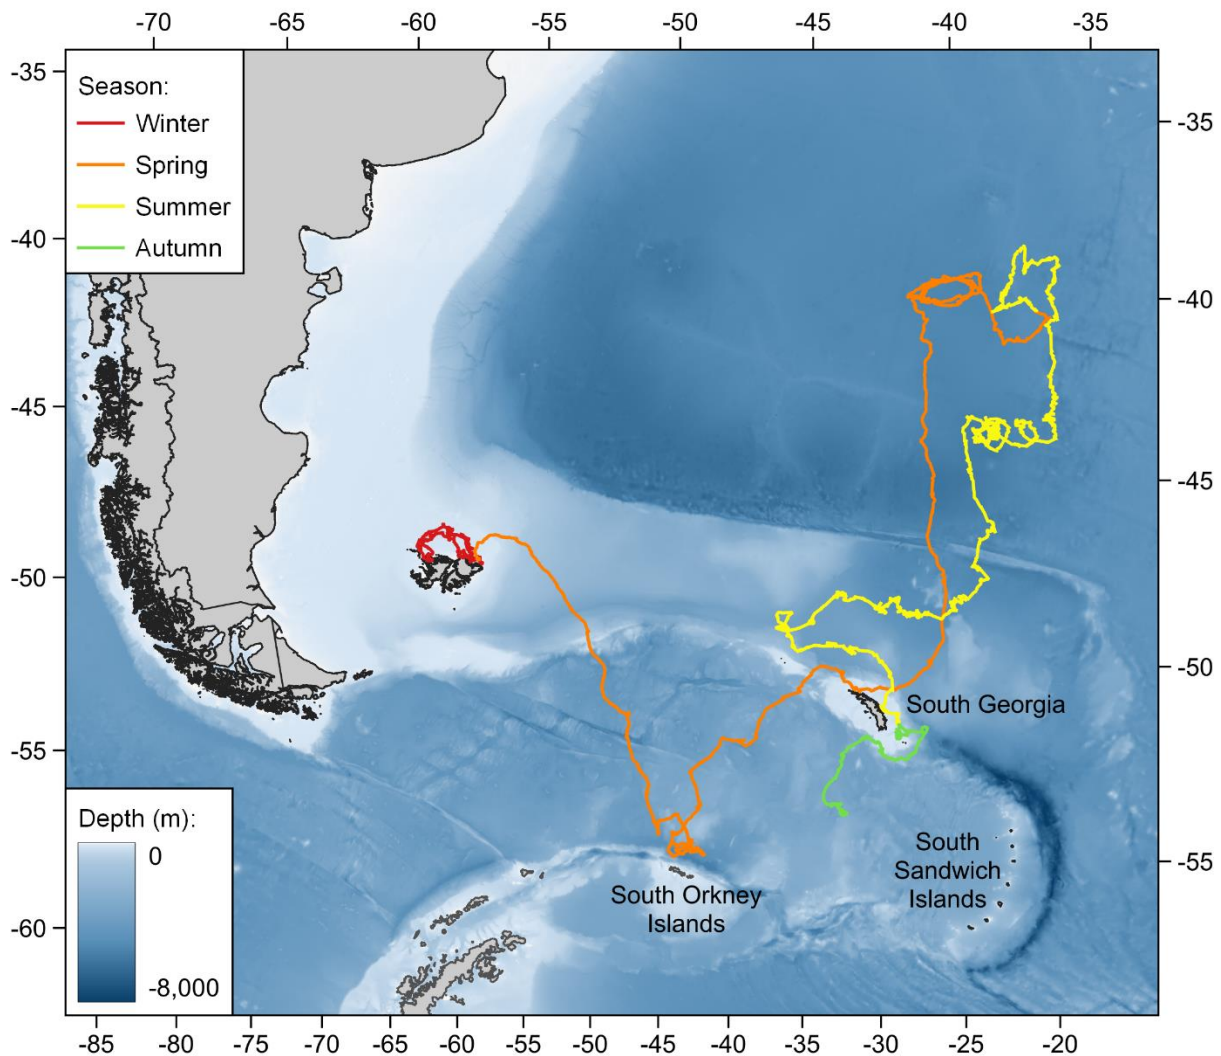 -70 -65 -60 -55 -50 -45 -40 -35
-35
-40
-45
-50
-55
-60
Season:
Winter
Spring
Summer
Autumn
-35
-40
-45
-50
-55
South Georgia
South
Sandwich
Islands
South Orkney
Islands
Depth (m):
0
-8,000
-85 -80 -75 -70 -65 -60 -55 -50 -45 -40 -35 -30 -25 -20